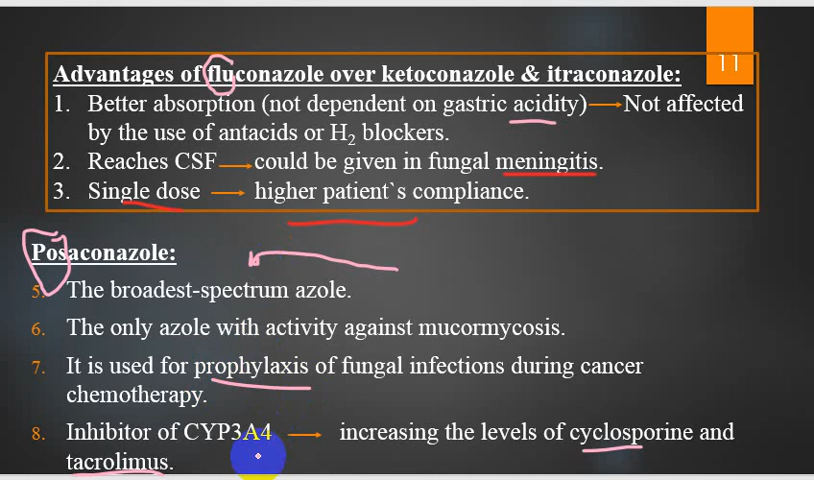 11
Advantages of fluconazole over ketoconazole & itraconazole:
1. Better absorption (not dependent on gastric acidity)→Not affected
by the use of antacids or H₂ blockers.
2. Reaches CSF→could be given in fungal meningitis.
3. Single dose → higher patient`s compliance.
Posaconazole:
5. The broadest-spectrum azole.
6. The only azole with activity against mucormycosis.
7. It is used for prophylaxis of fungal infections during cancer
chemotherapy.
8. Inhibitor of CYP3A4 → increasing the levels of cyclosporine and
tacrolimus.